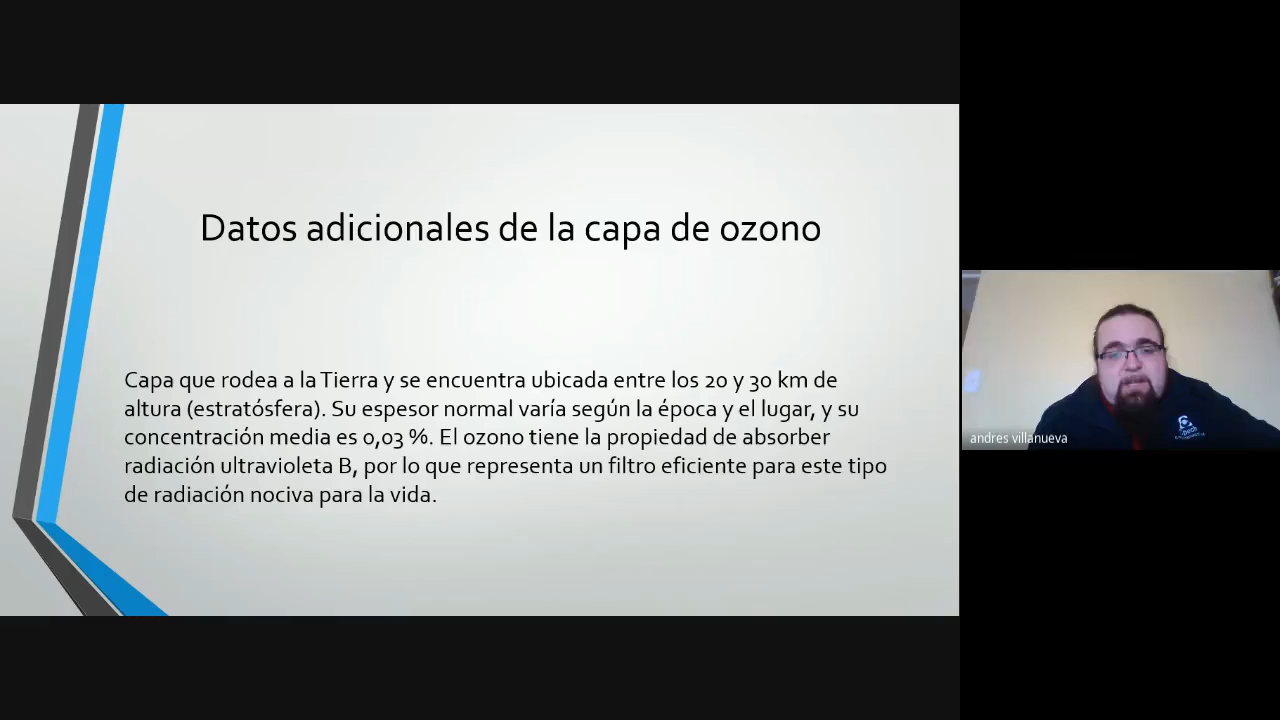 Datos adicionales de la capa de ozono
Capa que rodea a la Tierra y se encuentra ubicada entre los 20 y 30 km de
altura (estratósfera). Su espesor normal varía según la época y el lugar, y su
concentración media es 0,03 %. El ozono tiene la propiedad de absorber
radiación ultravioleta B, por lo que representa un filtro eficiente para este tipo
de radiación nociva para la vida.
andres villanueva